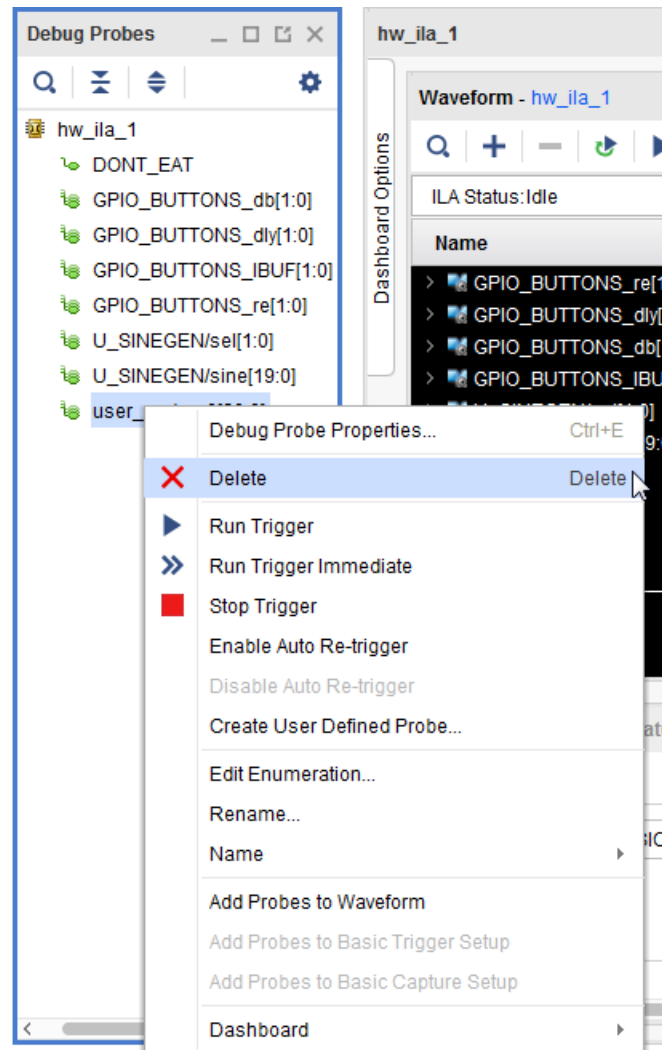 Debug Probes
hw_ila_1
DONT_EAT
GPIO_BUTTONS_db[1:0]
GPIO_BUTTONS_dly[1:0]
GPIO_BUTTONS_IBUF[1:0]
GPIO_BUTTONS_re[1:0]
U_SINEGEN/sel[1:0]
U_SINEGEN/sine[19:0]
user_
Debug Probe Properties... Ctrl+E
Delete Delete
Run Trigger
Run Trigger Immediate
Stop Trigger
Enable Auto Re-trigger
Disable Auto Re-trigger
Create User Defined Probe...
Edit Enumeration...
Rename...
Name
Add Probes to Waveform
Add Probes to Basic Trigger Setup
Add Probes to Basic Capture Setup
Dashboard
hw_ila_1
Dashboard Options
Waveform - hw_ila_1
ILA Status:Idle
Name
GPIO_BUTTONS_re[1
GPIO_BUTTONS_dly[
GPIO_BUTTONS_db[
GPIO_BUTTONS_IBU